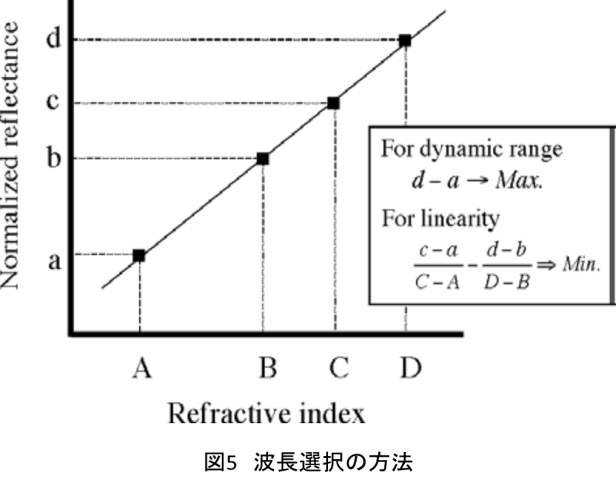 Normalized reflectance
d
c
b
a
For dynamic range
d – a → Max.
For linearity
c – a / C – A – d – b / D – B ⇒ Min.
A B C D
Refractive index
図5 波長選択の方法